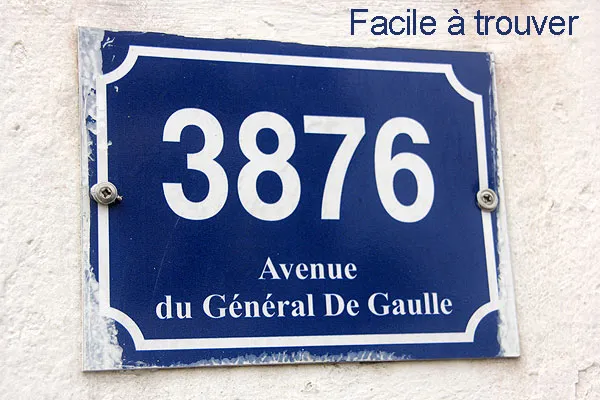 Facile à trouver
3876
Avenue
du Général De Gaulle